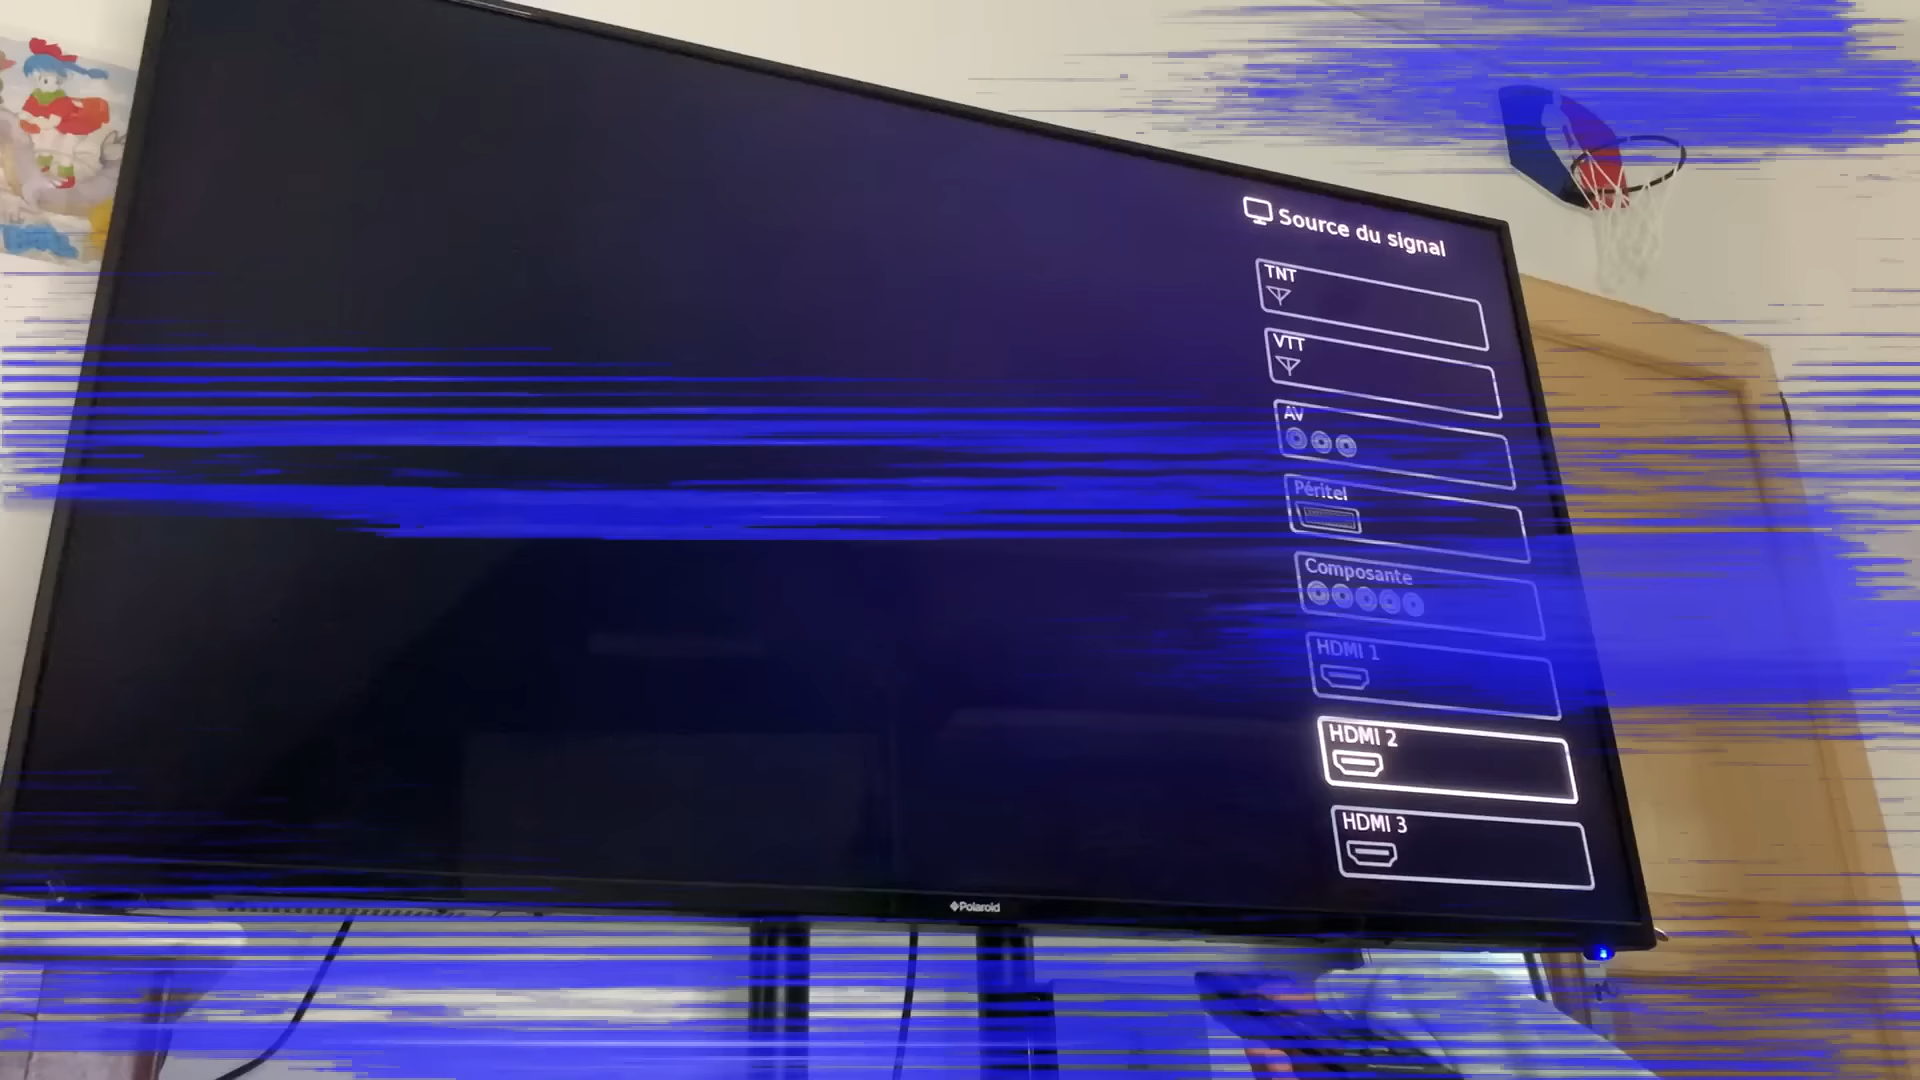 Source du signal
TNT
VTT
AV
Péritel
Composante
HDMI 1
HDMI 2
HDMI 3
Polaroid